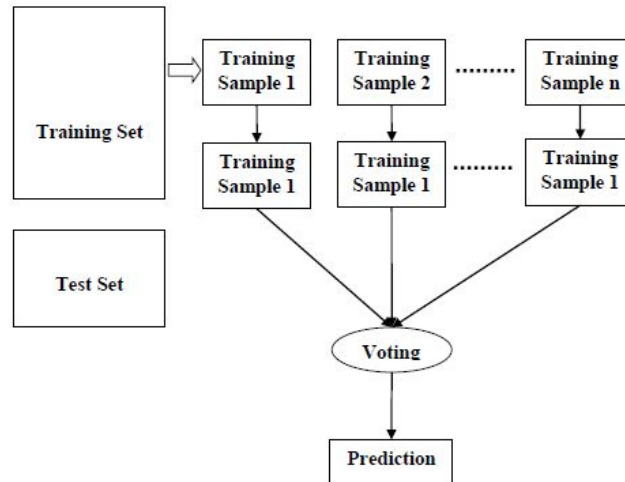 Training Set
Training
Sample 1
Training
Sample 2
.........
Training
Sample n
Training
Sample 1
Training
Sample 1
.........
Training
Sample 1
Test Set
Voting
Prediction